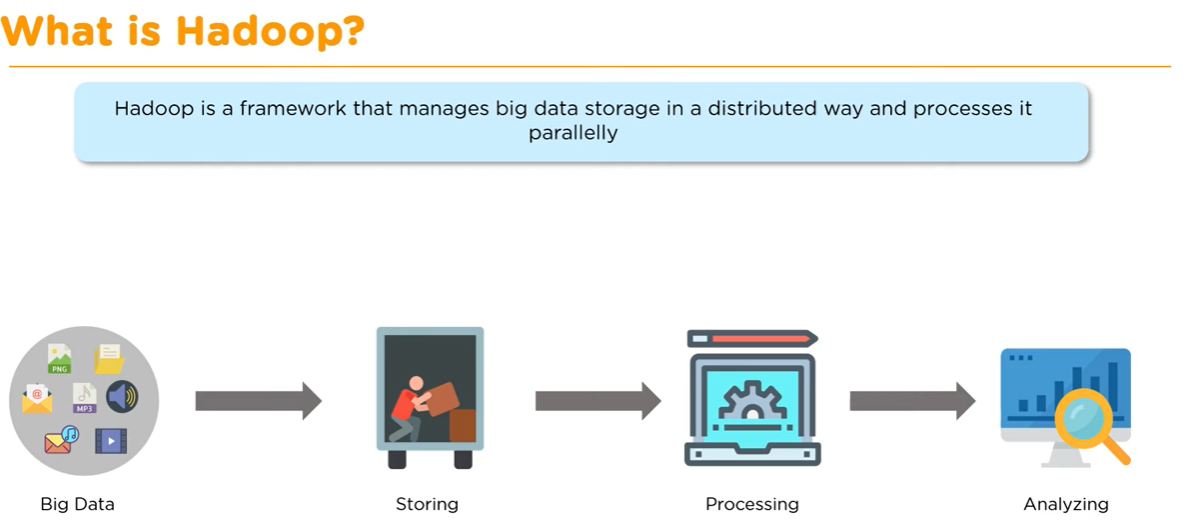 What is Hadoop?
Hadoop is a framework that manages big data storage in a distributed way and processes it
parallelly
PNG
@
MP3
Big Data
Storing
Processing
Analyzing